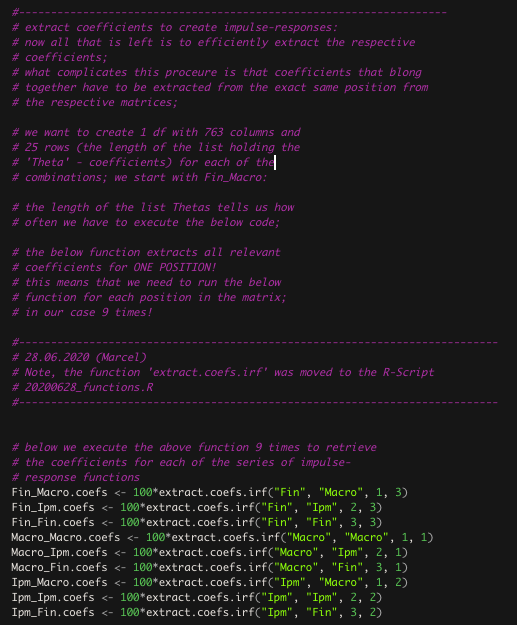 #-------------------------------------------------------------------
# extract coefficients to create impulse-responses:
# now all that is left is to efficiently extract the respective
# coefficients;
# what complicates this proceure is that coefficients that blong
# together have to be extracted from the exact same position from
# the respective matrices;
# we want to create 1 df with 763 columns and
# 25 rows (the length of the list holding the
# 'Theta' - coefficients) for each of the
# combinations; we start with Fin_Macro:
# the length of the list Thetas tells us how
# often we have to execute the below code;
# the below function extracts all relevant
# coefficients for ONE POSITION!
# this means that we need to run the below
# function for each position in the matrix;
# in our case 9 times!
#---------------------------------------------------------------------------
# 28.06.2020 (Marcel)
# Note, the function 'extract.coefs.irf' was moved to the R-Script
# 20200628_functions.R
#---------------------------------------------------------------------------
# below we execute the above function 9 times to retrieve
# the coefficients for each of the series of impulse-
# response functions
Fin_Macro.coefs <- 100*extract.coefs.irf("Fin", "Macro", 1, 3)
Fin_Ipm.coefs <- 100*extract.coefs.irf("Fin", "Ipm", 2, 3)
Fin_Fin.coefs <- 100*extract.coefs.irf("Fin", "Fin", 3, 3)
Macro_Macro.coefs <- 100*extract.coefs.irf("Macro", "Macro", 1, 1)
Macro_Ipm.coefs <- 100*extract.coefs.irf("Macro", "Ipm", 2, 1)
Macro_Fin.coefs <- 100*extract.coefs.irf("Macro", "Fin", 3, 1)
Ipm_Macro.coefs <- 100*extract.coefs.irf("Ipm", "Macro", 1, 2)
Ipm_Ipm.coefs <- 100*extract.coefs.irf("Ipm", "Ipm", 2, 2)
Ipm_Fin.coefs <- 100*extract.coefs.irf("Ipm", "Fin", 3, 2)